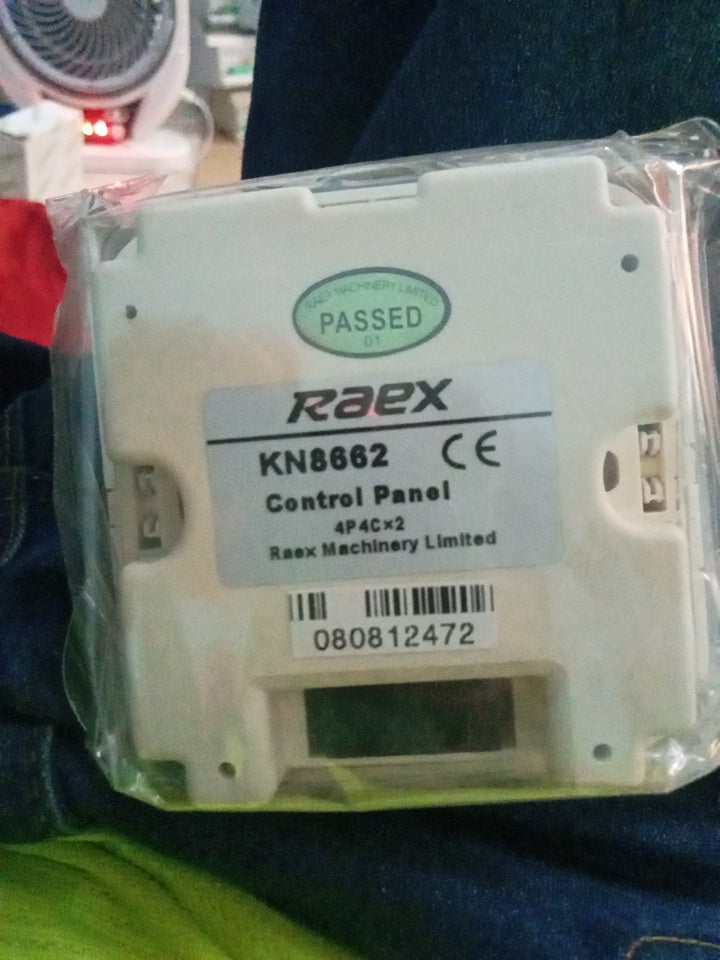 RAEX MACHINERY LIMITED
PASSED
01
Raex
KN8662 CE
Control Panel
4P4C×2
Raex Machinery Limited
080812472